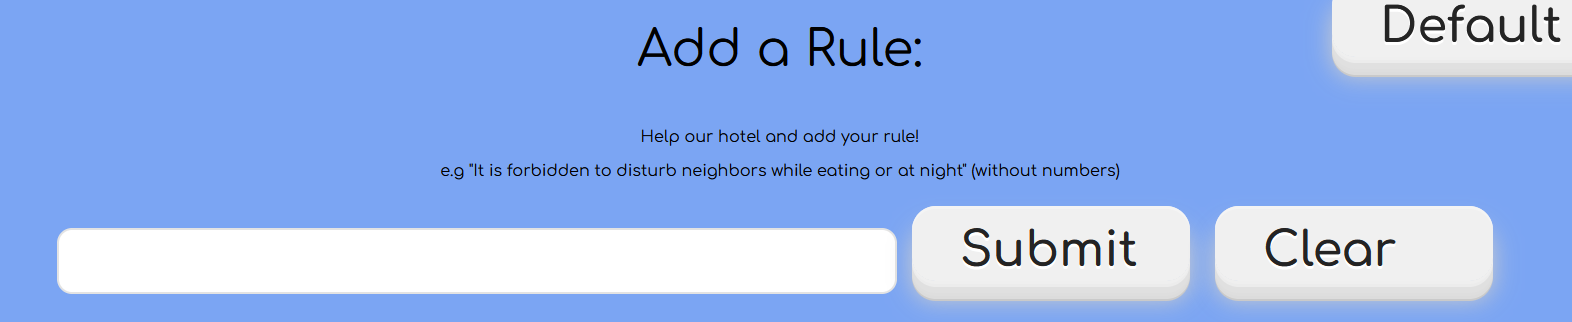 Default
Add a Rule:
Help our hotel and add your rule!
e.g "It is forbidden to disturb neighbors while eating or at night" (without numbers)
Submit
Clear